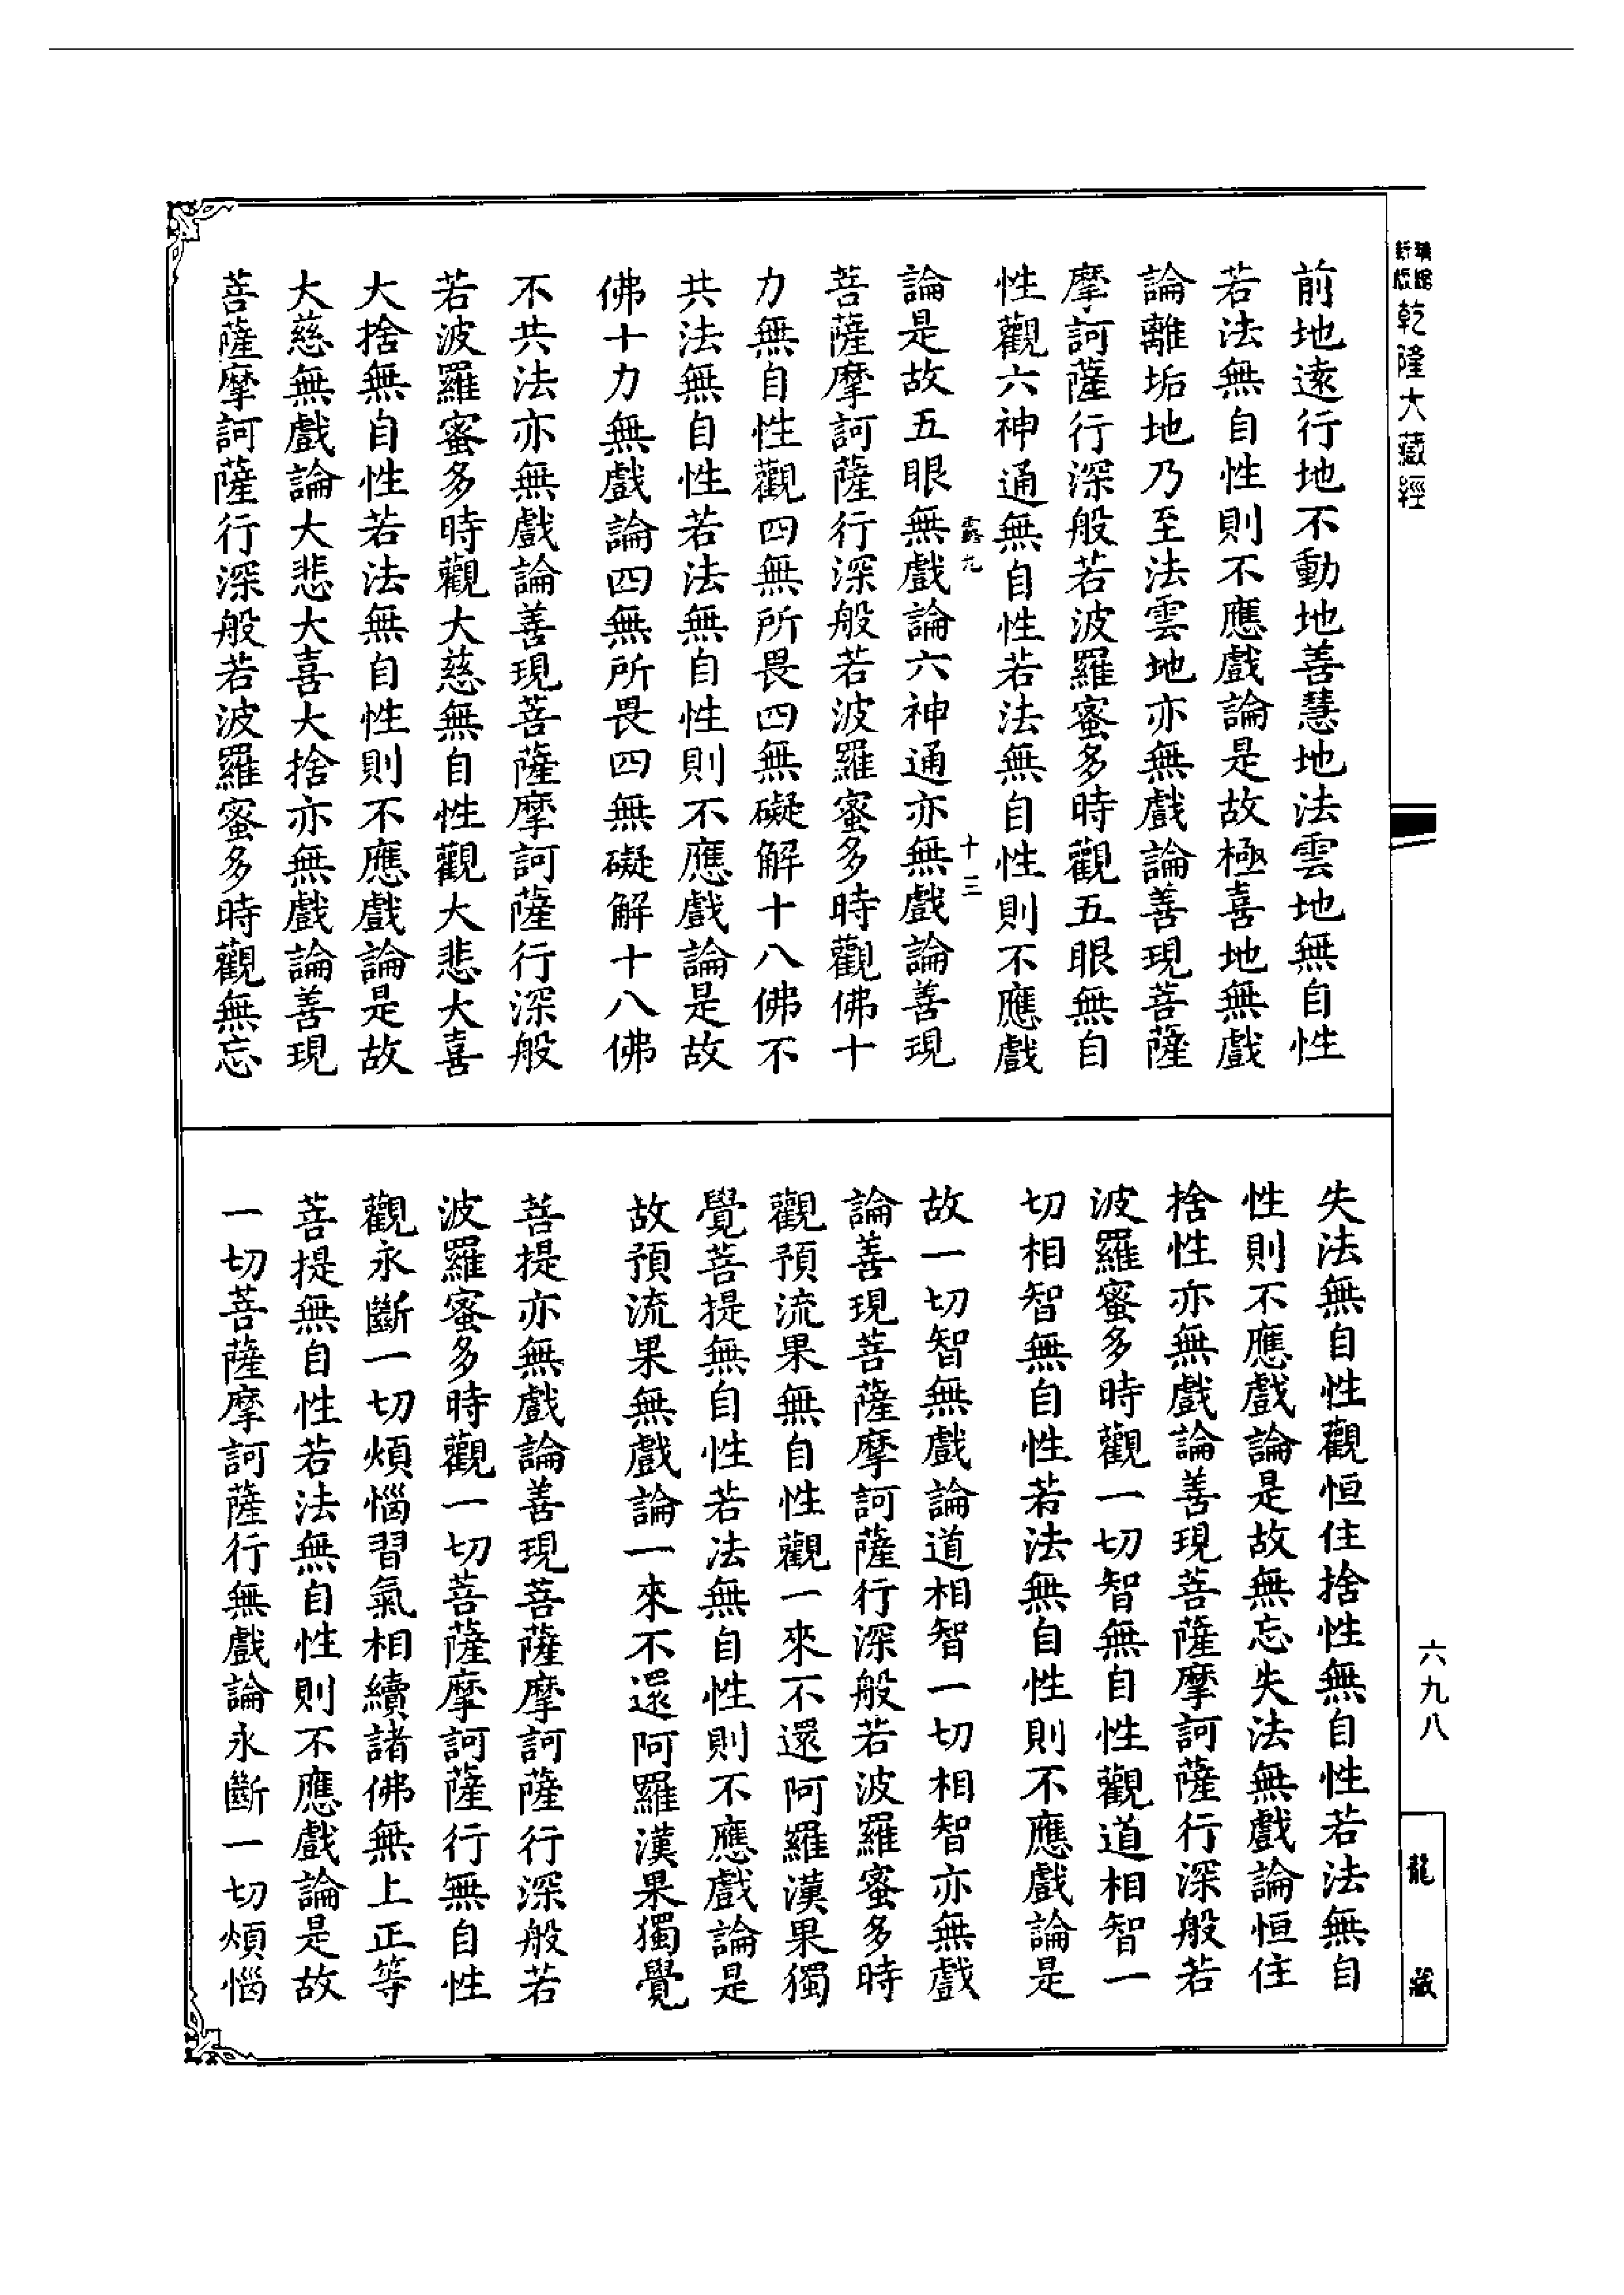 乾隆大藏經
前地遠行地不動地善慧地法雲地無自性
若法無自性則不應戲論是故極喜地無戲
論離垢地乃至法雲地亦無戲論善現菩薩
摩訶薩行深般若波羅蜜多時觀五眼無自
性觀六神通無自性若法無自性則不應戲
十三
論是故五眼無戲論六神通亦無戲論善現
菩薩摩訶薩行深般若波羅蜜多時觀佛十
力無自性觀四無所畏四無礙解十八佛不
共法無自性若法無自性則不應戲論是故
佛十力無戲論四無所畏四無礙解十八佛
不共法亦無戲論善現菩薩摩訶薩行深般
若波羅蜜多時觀大慈無自性觀大悲大喜
大捨無自性若法無自性則不應戲論是故
大慈無戲論大悲大喜大捨亦無戲論善現
菩薩摩訶薩行深般若波羅蜜多時觀無忘
失法無自性觀恒住捨性無自性若法無自
性則不應戲論是故無忘失法無戲論恒住
捨性亦無戲論善現菩薩摩訶薩行深般若
波羅蜜多時觀一切智無自性觀道相智一
切相智無自性若法無自性則不應戲論是
故一切智無戲論道相智一切相智亦無戲
論善現菩薩摩訶薩行深般若波羅蜜多時
觀預流果無自性觀一來不還阿羅漢果獨
覺菩提無自性若法無自性則不應戲論是
故預流果無戲論一來不還阿羅漢果獨覺
菩提亦無戲論善現菩薩摩訶薩行深般若
波羅蜜多時觀一切菩薩摩訶薩行無自性
觀永斷一切煩惱習氣相續諸佛無上正等
菩提無自性若法無自性則不應戲論是故
一切菩薩摩訶薩行無戲論永斷一切煩惱
六九八
龍藏